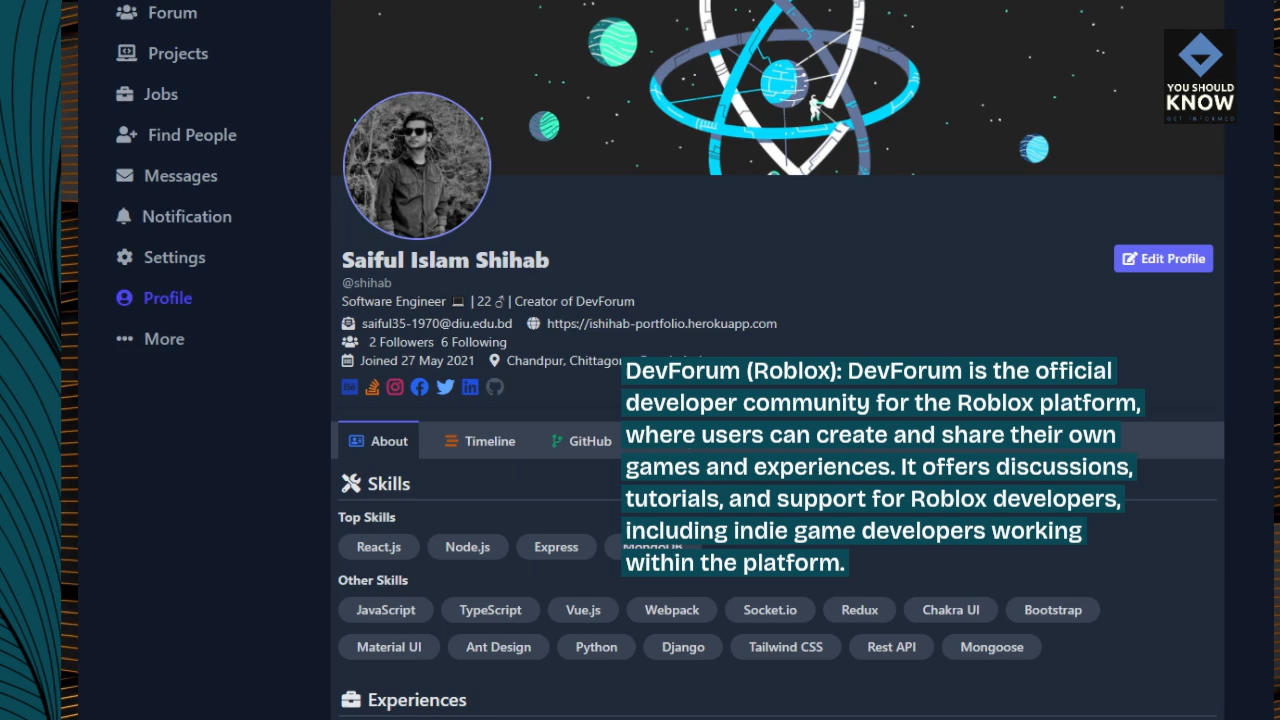 Forum
Projects
Jobs
Find People
Messages
Notification
Settings
Profile
More
YOU SHOULD
KNOW
GET INFORMED
Saiful Islam Shihab
@shihab
Edit Profile
Software Engineer 💻 | 22 ♂ | Creator of DevForum
saiful35-1970@diu.edu.bd https://ishihab-portfolio.herokuapp.com
2 Followers 6 Following
Joined 27 May 2021 Chandpur,
DevForum (Roblox): DevForum is the official
developer community for the Roblox platform,
where users can create and share their own
games and experiences. It offers discussions,
tutorials, and support for Roblox developers,
including indie game developers working
within the platform.
About Timeline GitHub
Skills
Top Skills
React.js Node.js Express MongoDB
Other Skills
JavaScript TypeScript Vue.js Webpack Socket.io Redux Chakra UI Bootstrap
Material UI Ant Design Python Django Tailwind CSS Rest API Mongoose
Experiences